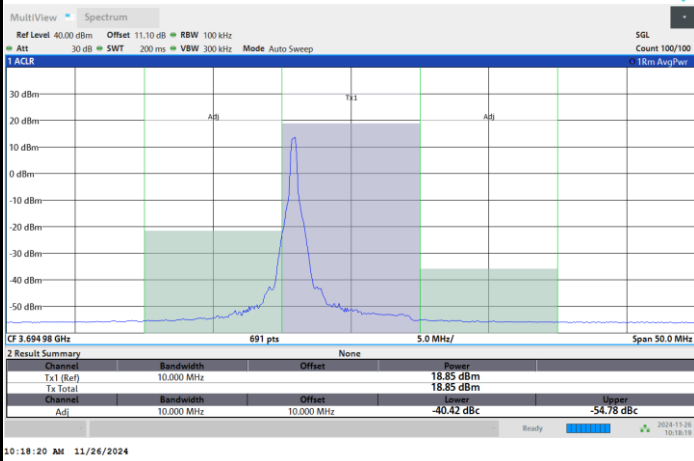 MultiView Spectrum
Ref Level 40.00 dBm Offset 11.10 dB RBW 100 kHz SGL
Att 30 dB SWT 200 ms VBW 300 kHz Mode Auto Sweep Count 100/100
1 ACLR 1Rm AvgPwr
30 dBm
Tx1
20 dBm
Adj Adj
10 dBm
0 dBm
-10 dBm
-20 dBm
-30 dBm
-40 dBm
-50 dBm
CF 3.694 98 GHz 691 pts 5.0 MHz/ Span 50.0 MHz
2 Result Summary None
Channel Bandwidth Offset Power
Tx1 (Ref) 10.000 MHz 18.85 dBm
Tx Total 18.85 dBm
Channel Bandwidth Offset Lower Upper
Adj 10.000 MHz 10.000 MHz -40.42 dBc -54.78 dBc
Ready 2024-11-26
10:18:19
10:18:20 AM 11/26/2024